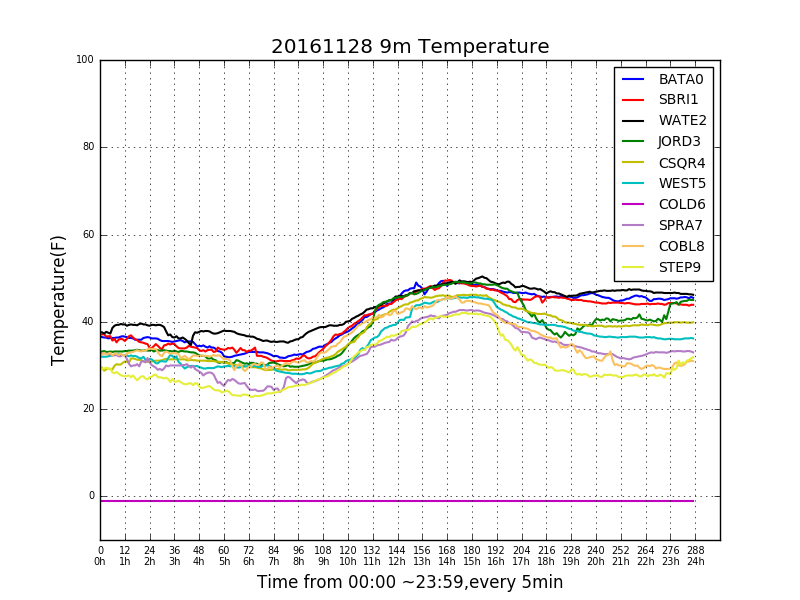 20161128 9m Temperature
Temperature(F)
100
80
60
40
20
0
BATA0
SBRI1
WATE2
JORD3
CSQR4
WEST5
COLD6
SPRA7
COBL8
STEP9
0 12 24 36 48 60 72 84 96 108 120 132 144 156 168 180 192 204 216 228 240 252 264 276 288
0h 1h 2h 3h 4h 5h 6h 7h 8h 9h 10h 11h 12h 13h 14h 15h 16h 17h 18h 19h 20h 21h 22h 23h 24h
Time from 00:00 ~23:59,every 5min